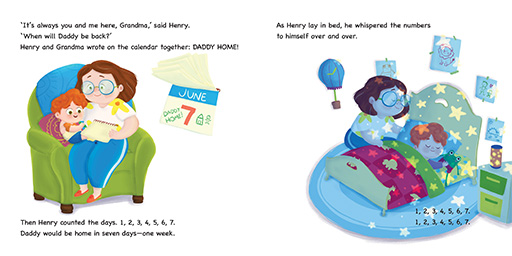 ‘It’s always you and me here, Grandma,’ said Henry.
‘When will Daddy be back?’
Henry and Grandma wrote on the calendar together: DADDY HOME!
JUNE
7
DADDY
HOME!
Then Henry counted the days. 1, 2, 3, 4, 5, 6, 7.
Daddy would be home in seven days—one week.
As Henry lay in bed, he whispered the numbers
to himself over and over.
1, 2, 3, 4, 5, 6, 7.
1, 2, 3, 4, 5, 6, 7.